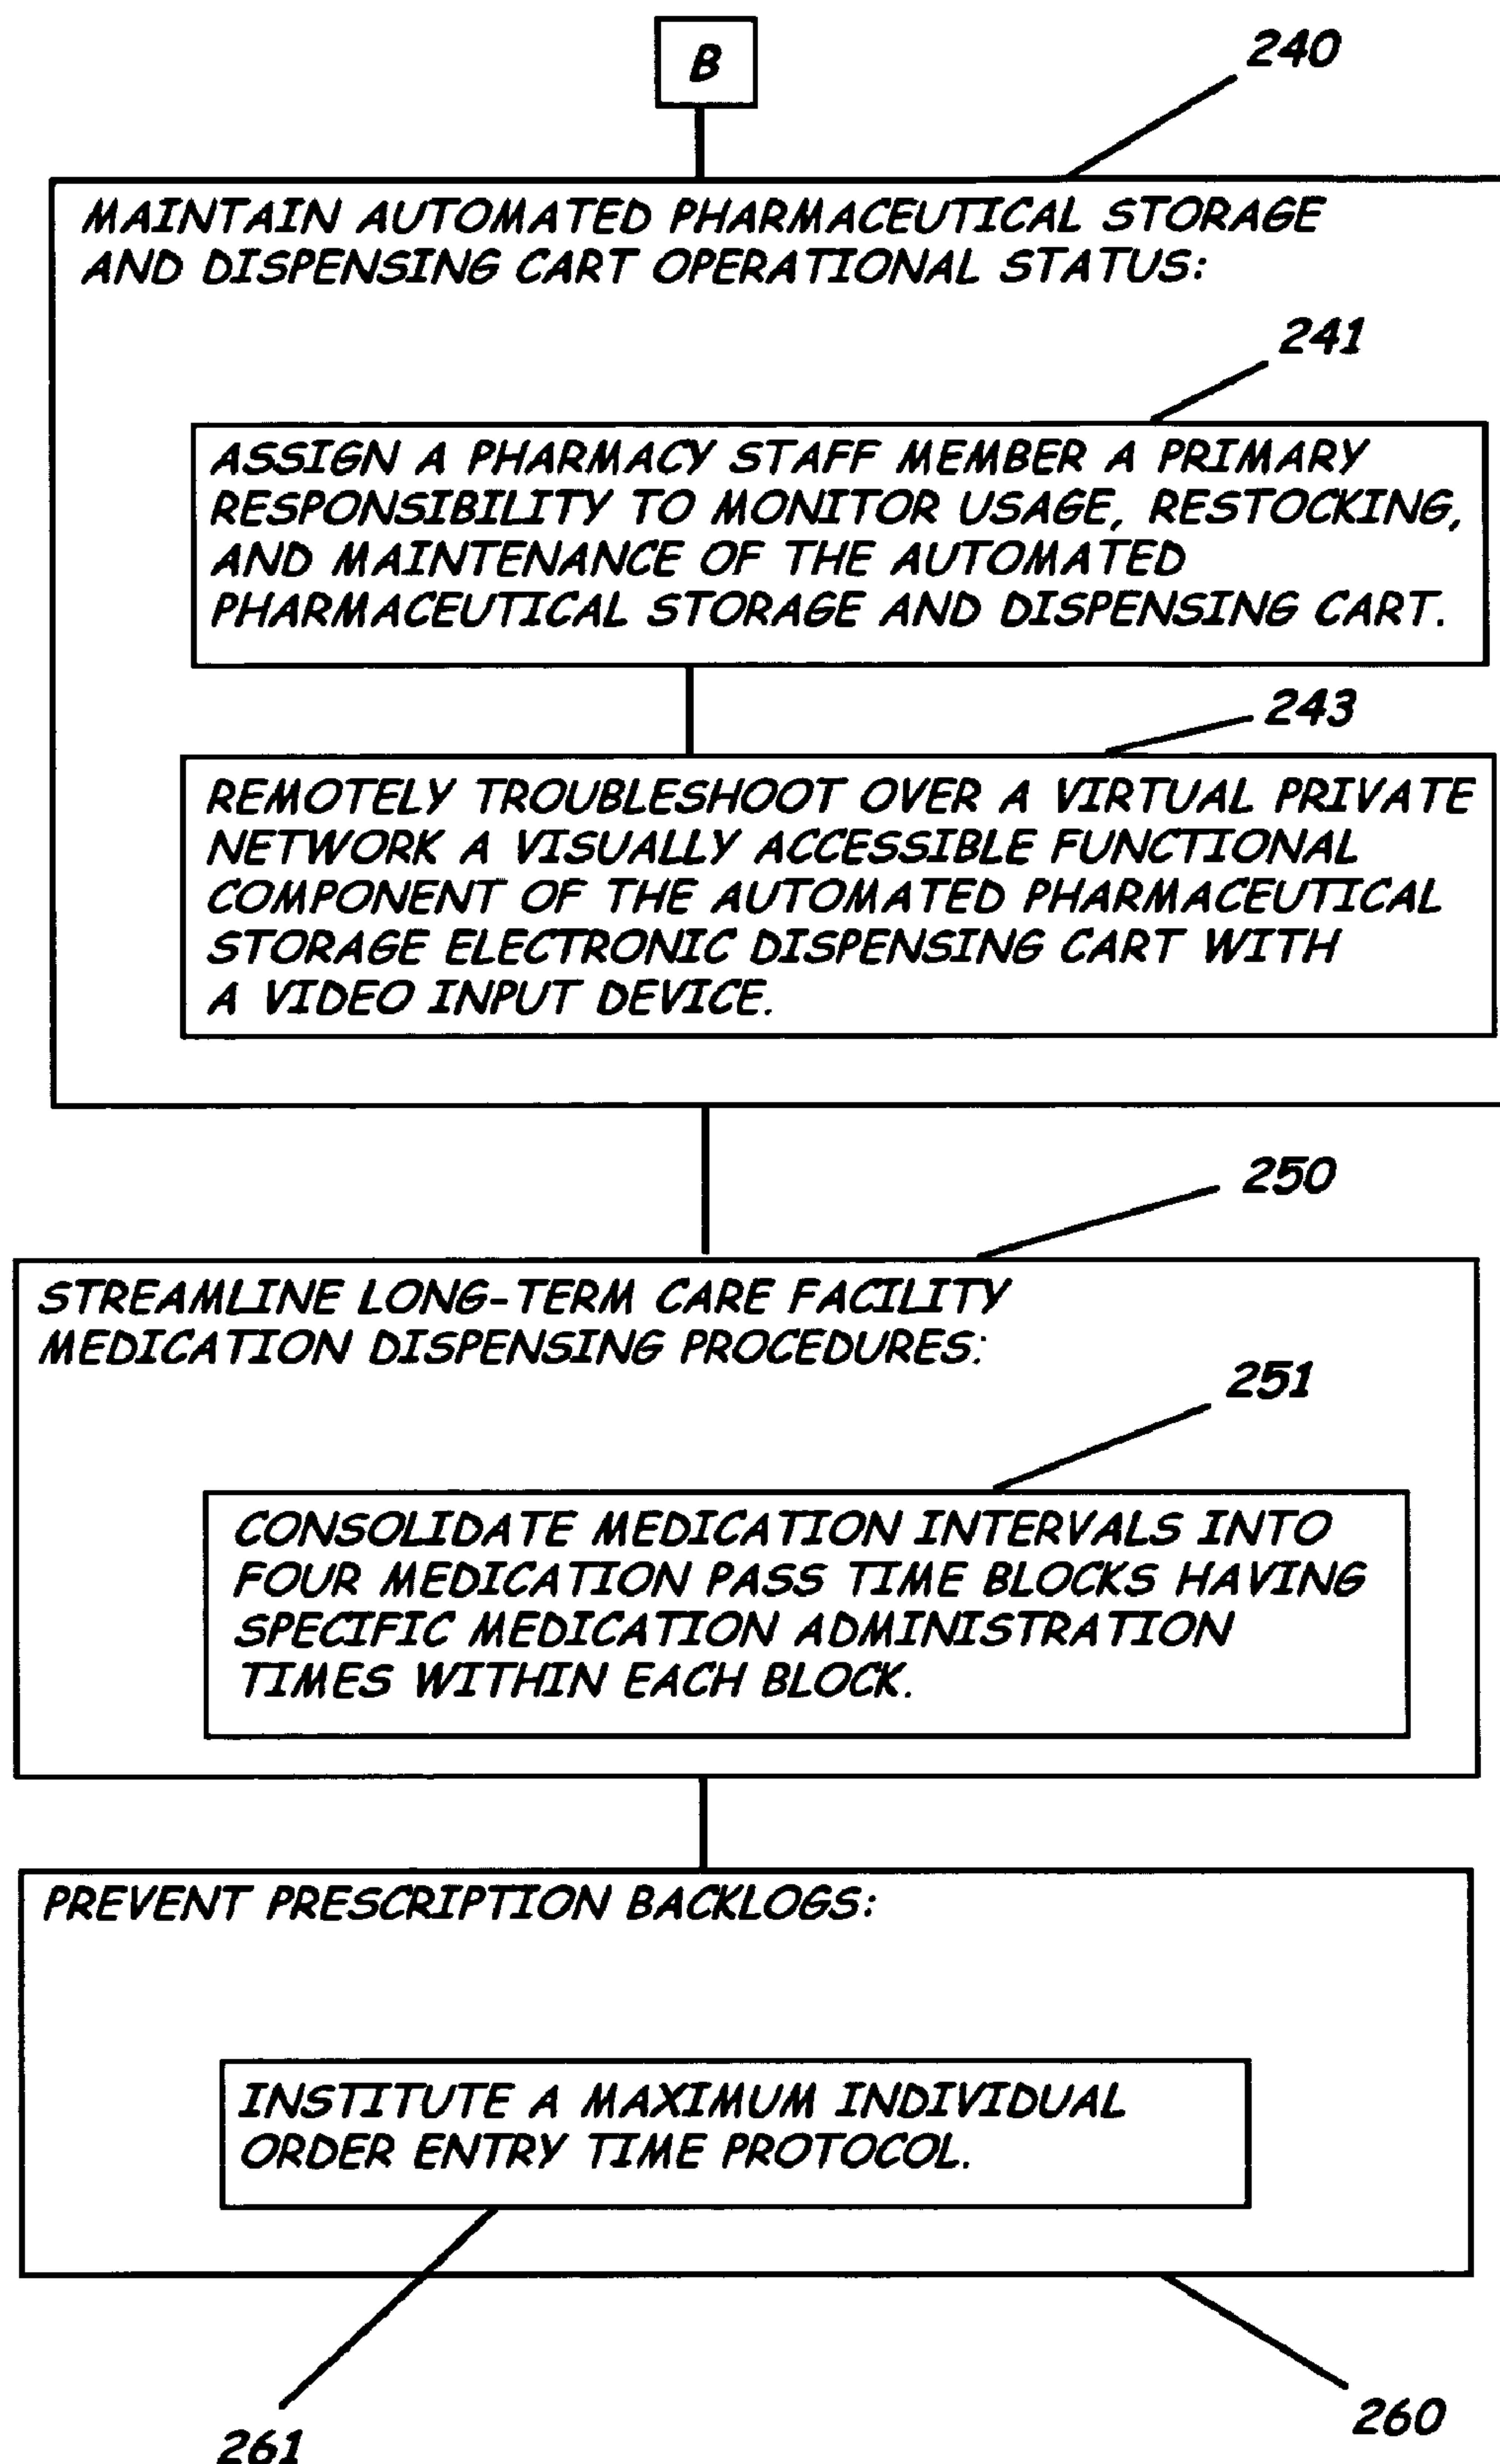 B
240
MAINTAIN AUTOMATED PHARMACEUTICAL STORAGE
AND DISPENSING CART OPERATIONAL STATUS:
241
ASSIGN A PHARMACY STAFF MEMBER A PRIMARY
RESPONSIBILITY TO MONITOR USAGE, RESTOCKING,
AND MAINTENANCE OF THE AUTOMATED
PHARMACEUTICAL STORAGE AND DISPENSING CART.
243
REMOTELY TROUBLESHOOT OVER A VIRTUAL PRIVATE
NETWORK A VISUALLY ACCESSIBLE FUNCTIONAL
COMPONENT OF THE AUTOMATED PHARMACEUTICAL
STORAGE ELECTRONIC DISPENSING CART WITH
A VIDEO INPUT DEVICE.
250
STREAMLINE LONG-TERM CARE FACILITY
MEDICATION DISPENSING PROCEDURES:
251
CONSOLIDATE MEDICATION INTERVALS INTO
FOUR MEDICATION PASS TIME BLOCKS HAVING
SPECIFIC MEDICATION ADMINISTRATION
TIMES WITHIN EACH BLOCK.
PREVENT PRESCRIPTION BACKLOGS:
INSTITUTE A MAXIMUM INDIVIDUAL
ORDER ENTRY TIME PROTOCOL.
261
260